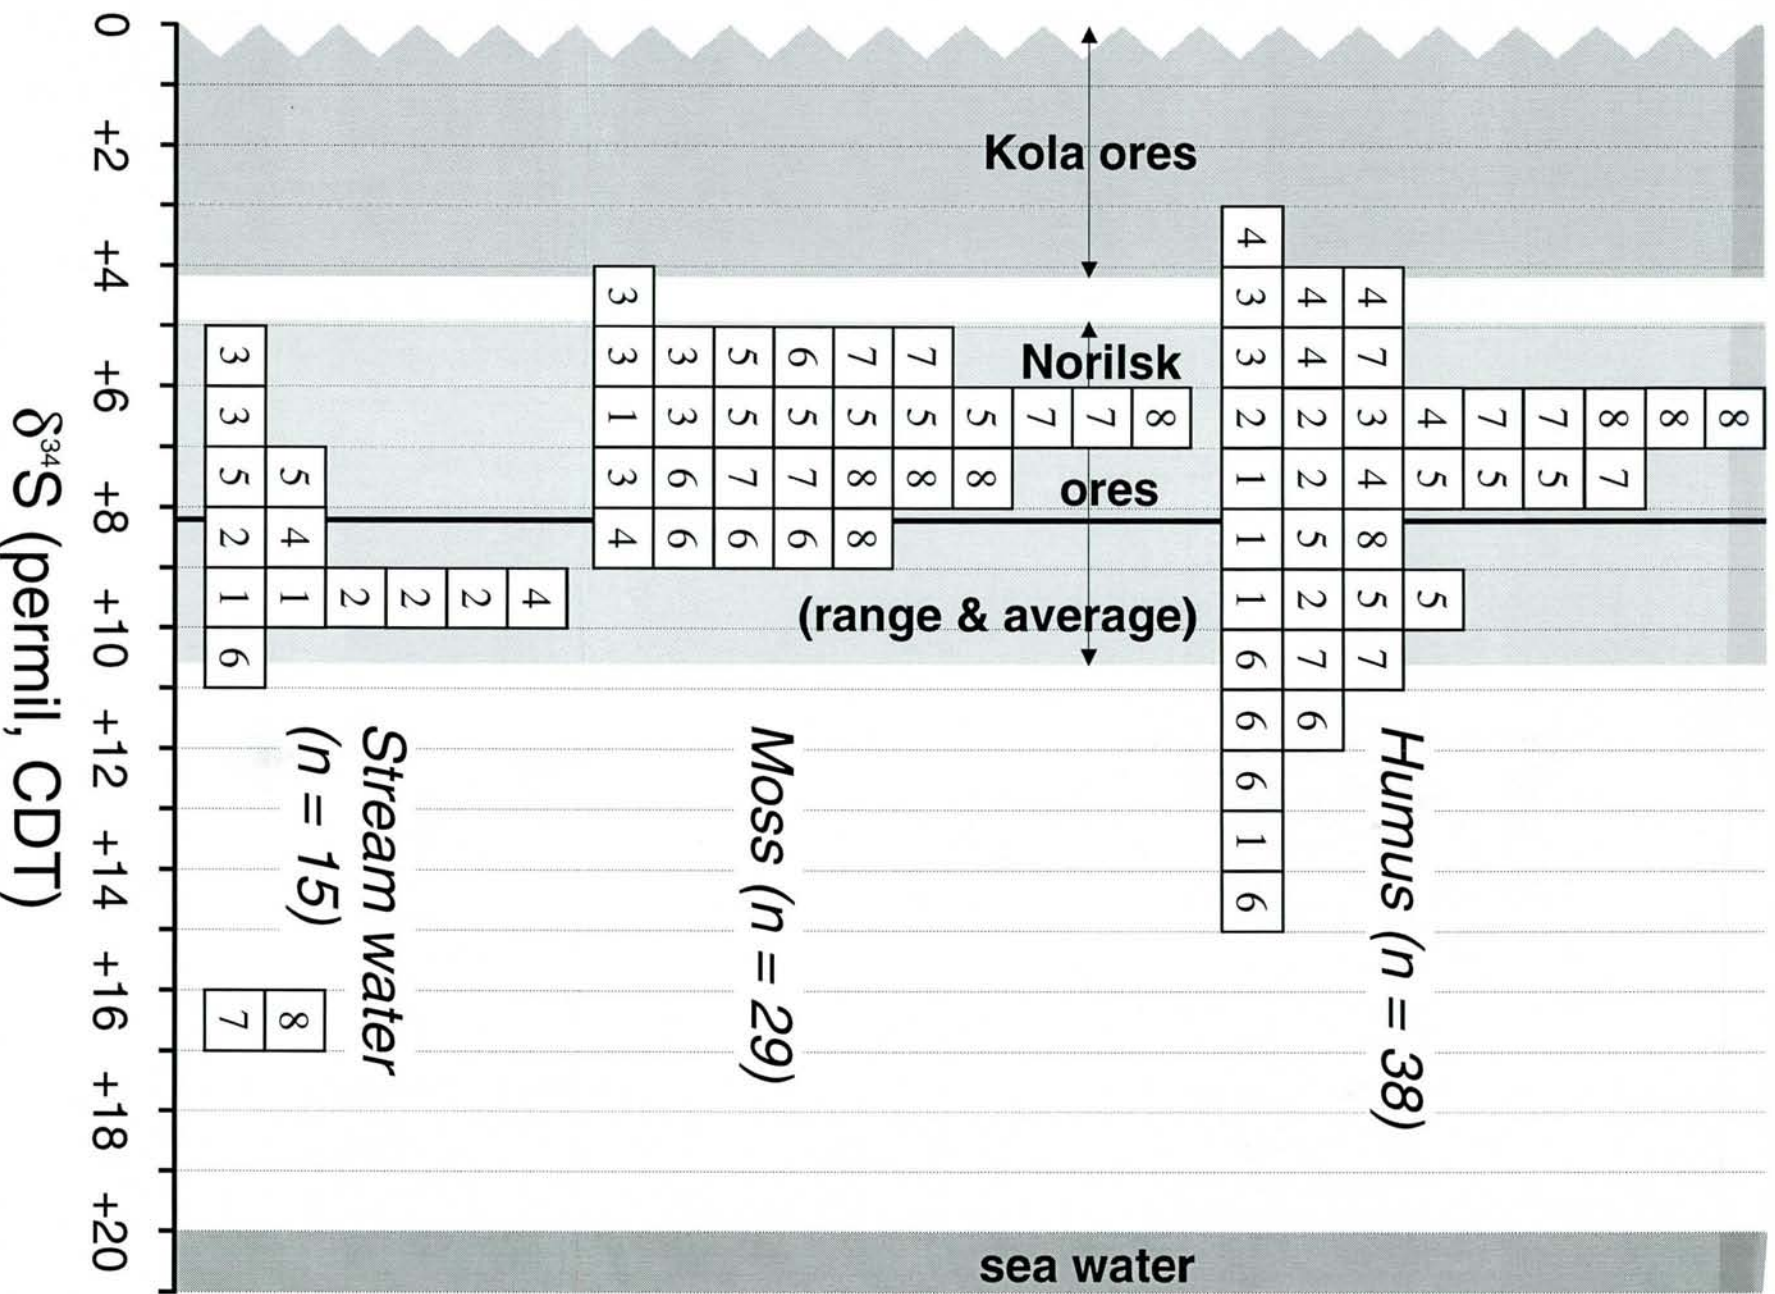 0
+2
+4
+6
+8
+10
+12
+14
+16
+18
+20
δ³⁴S (permil, CDT)
Kola ores
Norilsk
ores
(range & average)
sea water
Stream water
(n = 15)
3
3
5 5
2 4
1 1 2 2 2 4
6
7 8
Moss (n = 29)
3
3 3 5 6 7 7
1 3 5 5 5 5 5 7 7 8
3 6 7 7 8 8 8
4 6 6 6 8
Humus (n = 38)
4
3 4 4
3 4 7
2 2 3 4 7 7 8 8 8
1 2 4 5 5 5 7
1 5 8
1 2 5 5
6 7 7
6 6
6
1
6